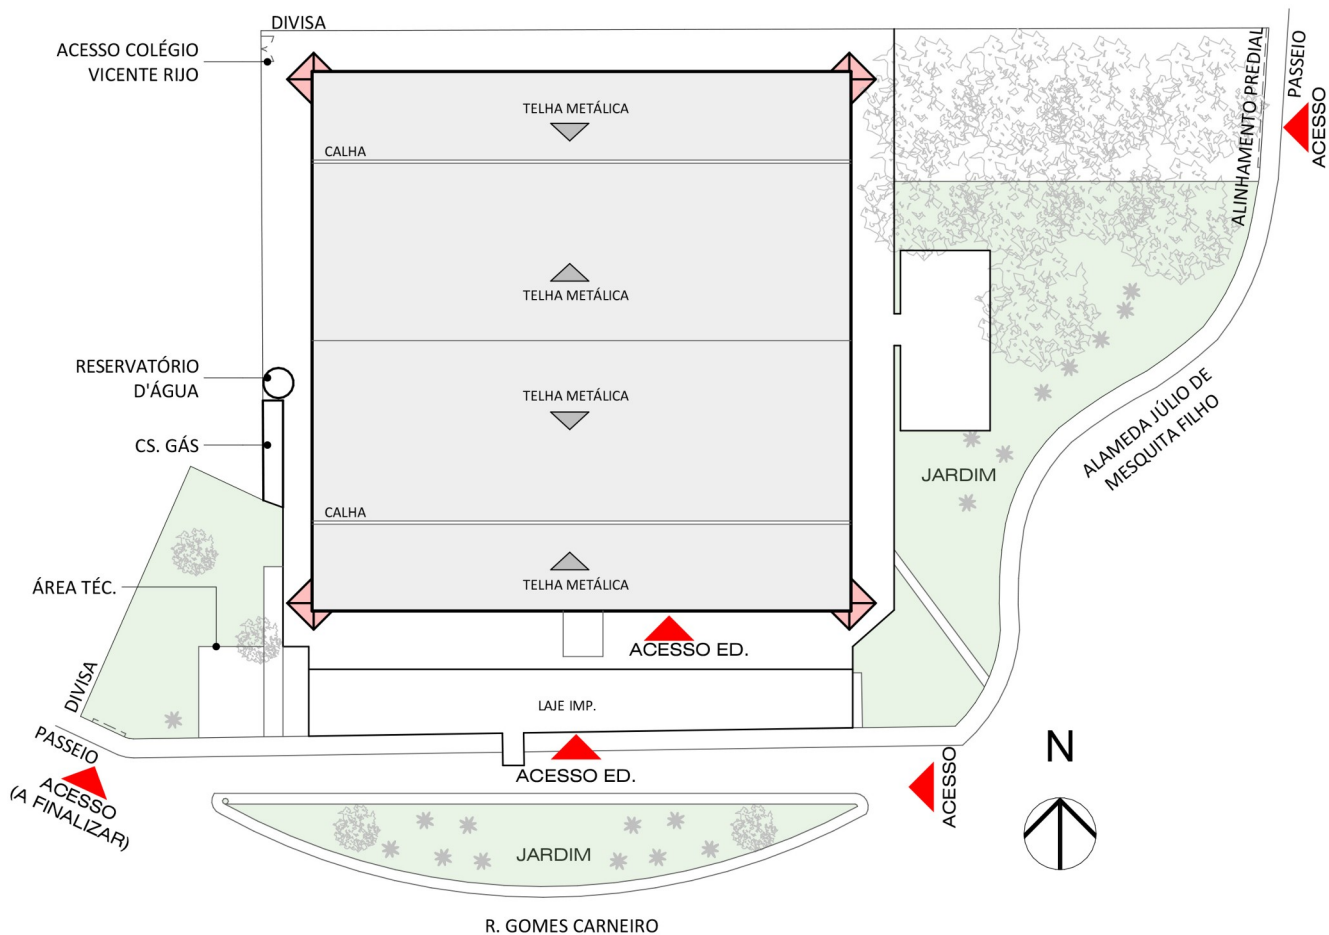 DIVISA
ACESSO COLÉGIO
VICENTE RIJO
TELHA METÁLICA
CALHA
ALINHAMENTO PREDIAL
PASSEIO
ACESSO
TELHA METÁLICA
RESERVATÓRIO
D'ÁGUA
TELHA METÁLICA
ALAMEDA JÚLIO DE
MESQUITA FILHO
CS. GÁS
JARDIM
CALHA
ÁREA TÉC.
TELHA METÁLICA
ACESSO ED.
DIVISA
LAJE IMP.
PASSEIO
ACESSO
(A FINALIZAR)
ACESSO ED.
ACESSO
N
JARDIM
R. GOMES CARNEIRO